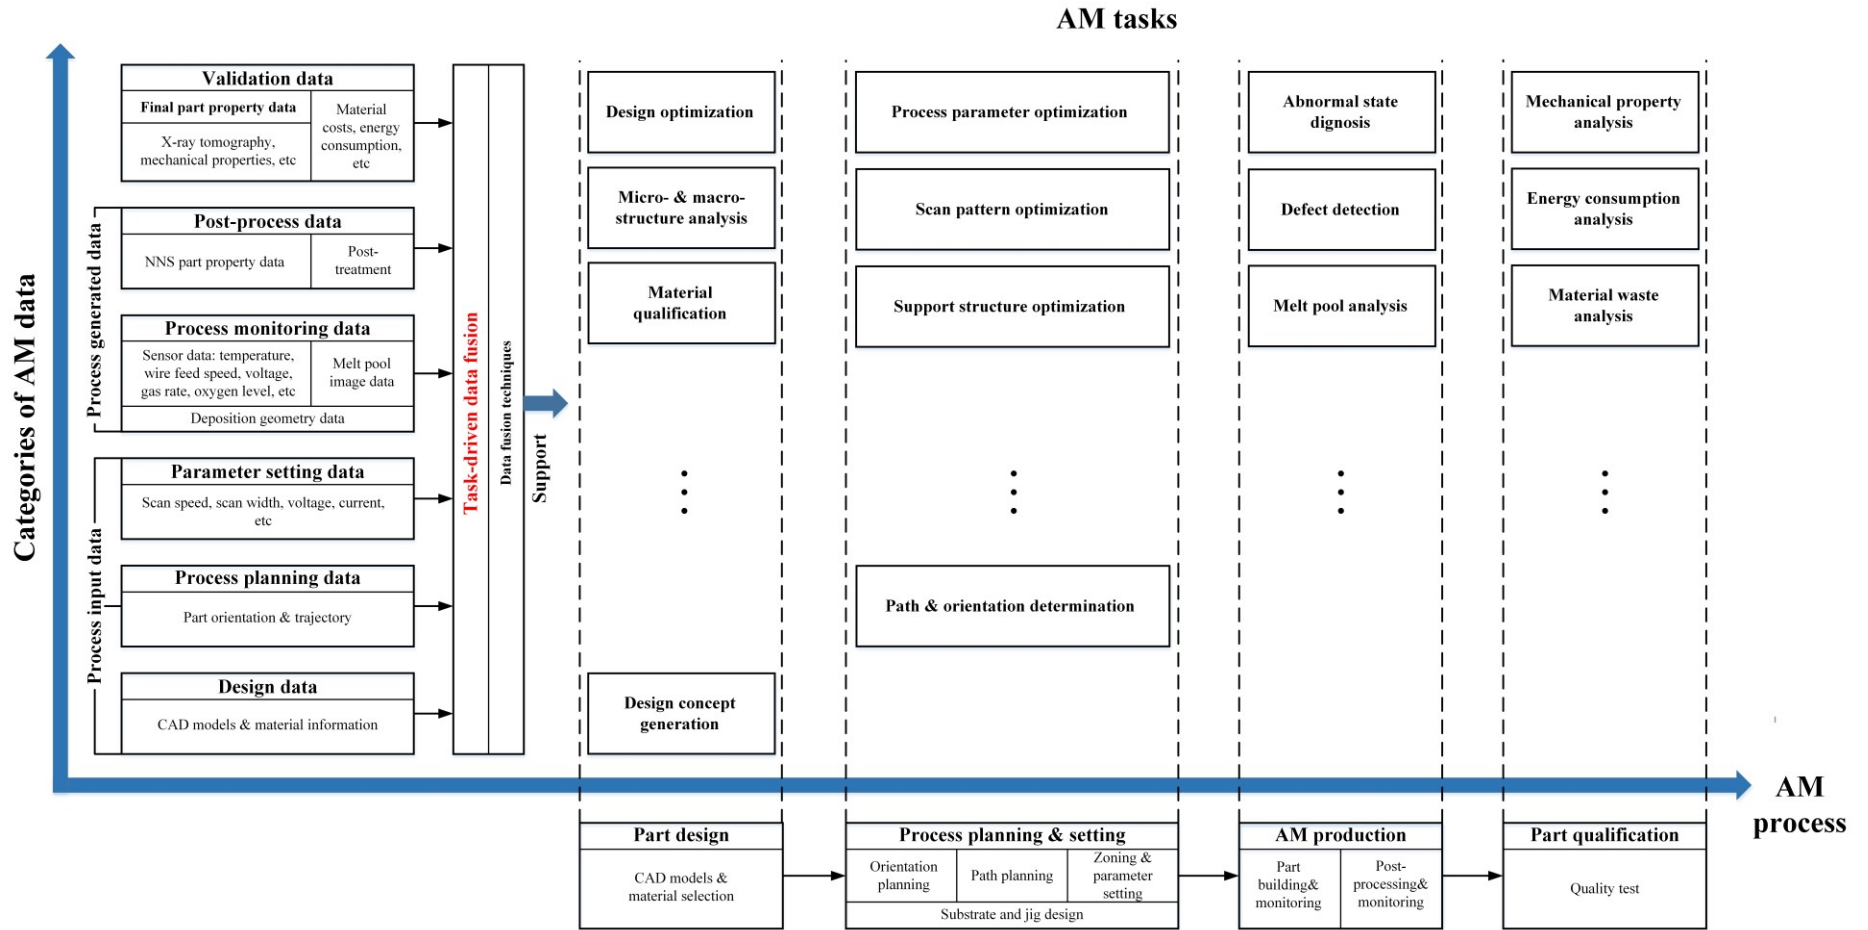 AM tasks
Categories of AM data
Validation data
Final part property data
X-ray tomography,
mechanical properties, etc
Material
costs, energy
consumption,
etc
Process generated data
Post-process data
NNS part property data
Post-
treatment
Process monitoring data
Sensor data: temperature,
wire feed speed, voltage,
gas rate, oxygen level, etc
Melt pool
image data
Deposition geometry data
Process input data
Parameter setting data
Scan speed, scan width, voltage, current,
etc
Process planning data
Part orientation & trajectory
Design data
CAD models & material information
Task-driven data fusion
Data fusion techniques
Support
Design optimization
Micro- & macro-
structure analysis
Material
qualification
Design concept
generation
Process parameter optimization
Scan pattern optimization
Support structure optimization
Path & orientation determination
Abnormal state
dignosis
Defect detection
Melt pool analysis
Mechanical property
analysis
Energy consumption
analysis
Material waste
analysis
AM
process
Part design
CAD models &
material selection
Process planning & setting
Orientation
planning
Path planning
Zoning &
parameter
setting
Substrate and jig design
AM production
Part
building&
monitoring
Post-
processing&
monitoring
Part qualification
Quality test